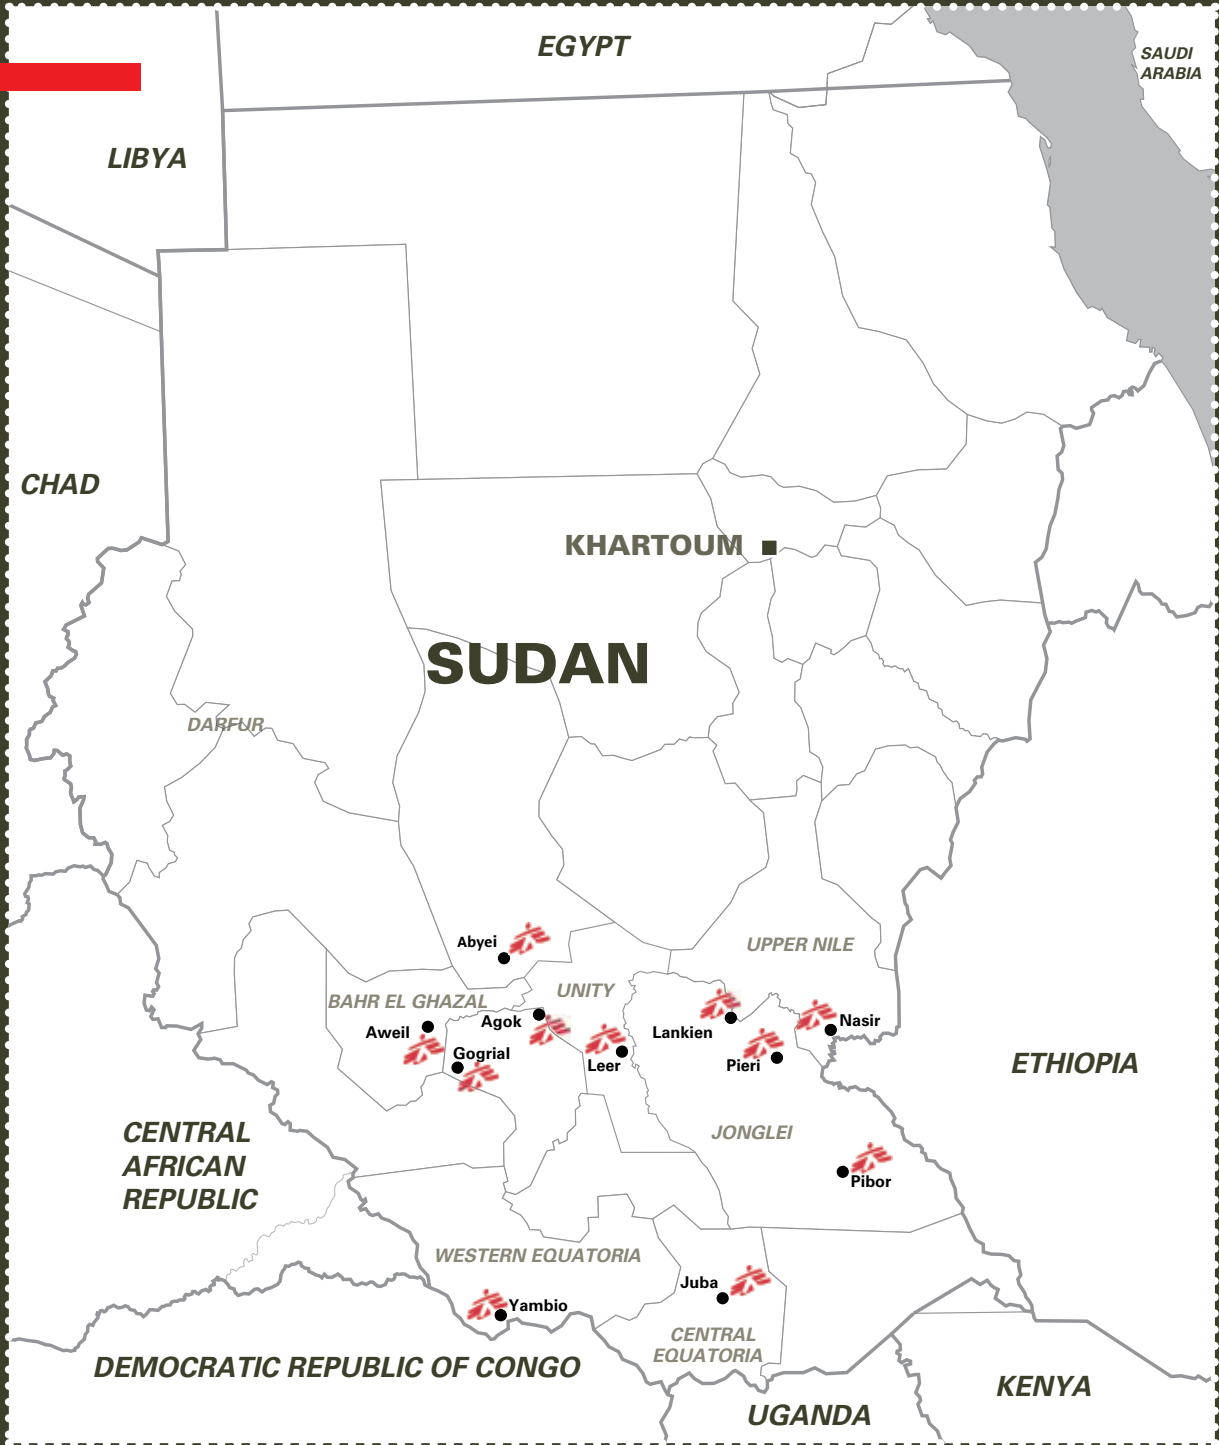 EGYPT
SAUDI
ARABIA
LIBYA
CHAD
KHARTOUM
SUDAN
DARFUR
Abyei
UPPER NILE
UNITY
BAHR EL GHAZAL
Agok
Nasir
Aweil
Lankien
Gogrial
Leer
Pieri
ETHIOPIA
JONGLEI
CENTRAL
AFRICAN
REPUBLIC
Pibor
WESTERN EQUATORIA
Juba
Yambio
CENTRAL
EQUATORIA
DEMOCRATIC REPUBLIC OF CONGO
KENYA
UGANDA